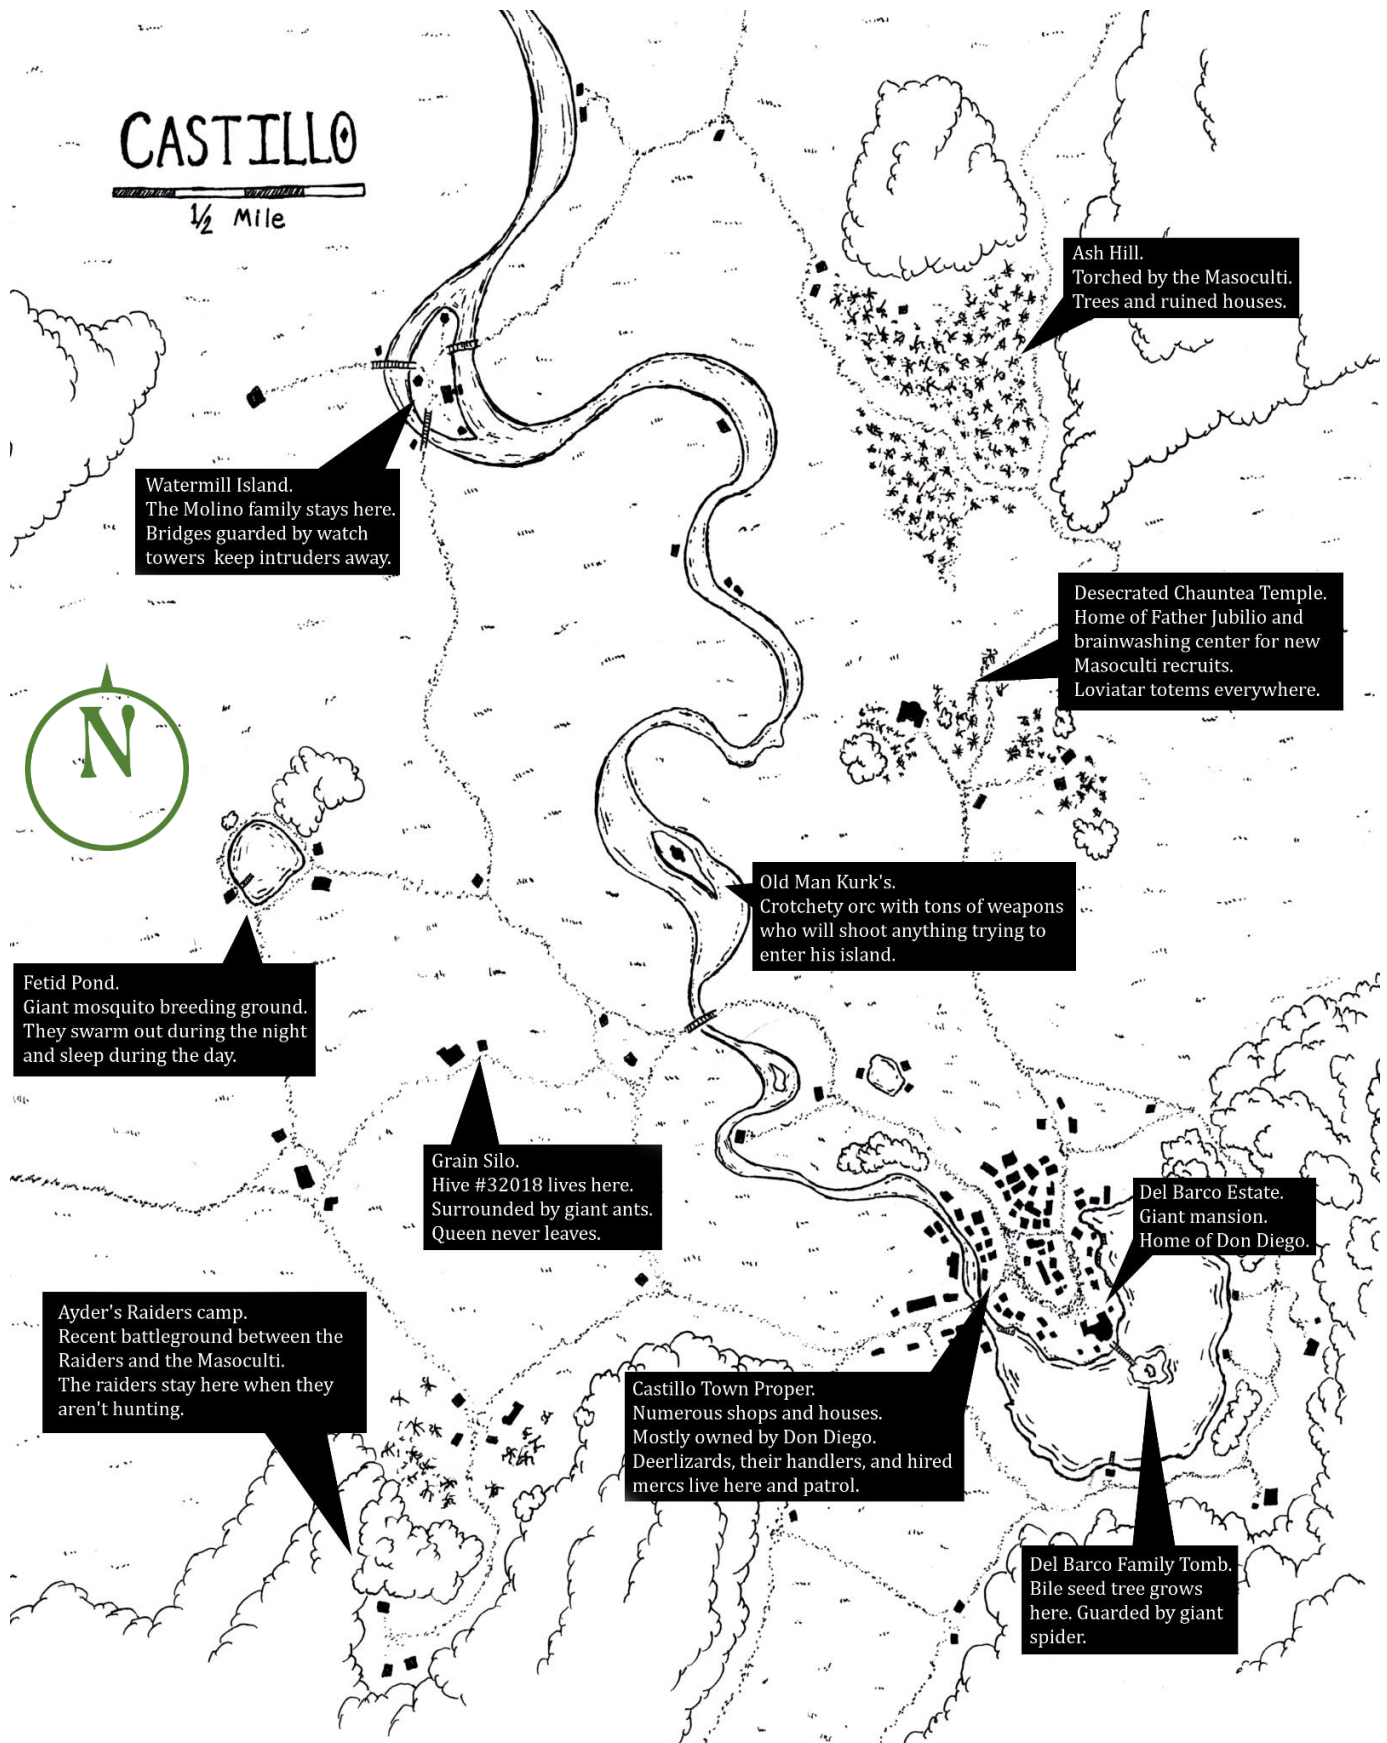 CASTILLO
1/2 Mile
Ash Hill.
Torched by the Masoculti.
Trees and ruined houses.
Watermill Island.
The Molino family stays here.
Bridges guarded by watch
towers keep intruders away.
Desecrated Chauntea Temple.
Home of Father Jubilio and
brainwashing center for new
Masoculti recruits.
Loviatar totems everywhere.
N
Old Man Kurk's.
Crotchety orc with tons of weapons
who will shoot anything trying to
enter his island.
Fetid Pond.
Giant mosquito breeding ground.
They swarm out during the night
and sleep during the day.
Grain Silo.
Hive #32018 lives here.
Surrounded by giant ants.
Queen never leaves.
Del Barco Estate.
Giant mansion.
Home of Don Diego.
Ayder's Raiders camp.
Recent battleground between the
Raiders and the Masoculti.
The raiders stay here when they
aren't hunting.
Castillo Town Proper.
Numerous shops and houses.
Mostly owned by Don Diego.
Deerlizards, their handlers, and hired
mercs live here and patrol.
Del Barco Family Tomb.
Bile seed tree grows
here. Guarded by giant
spider.